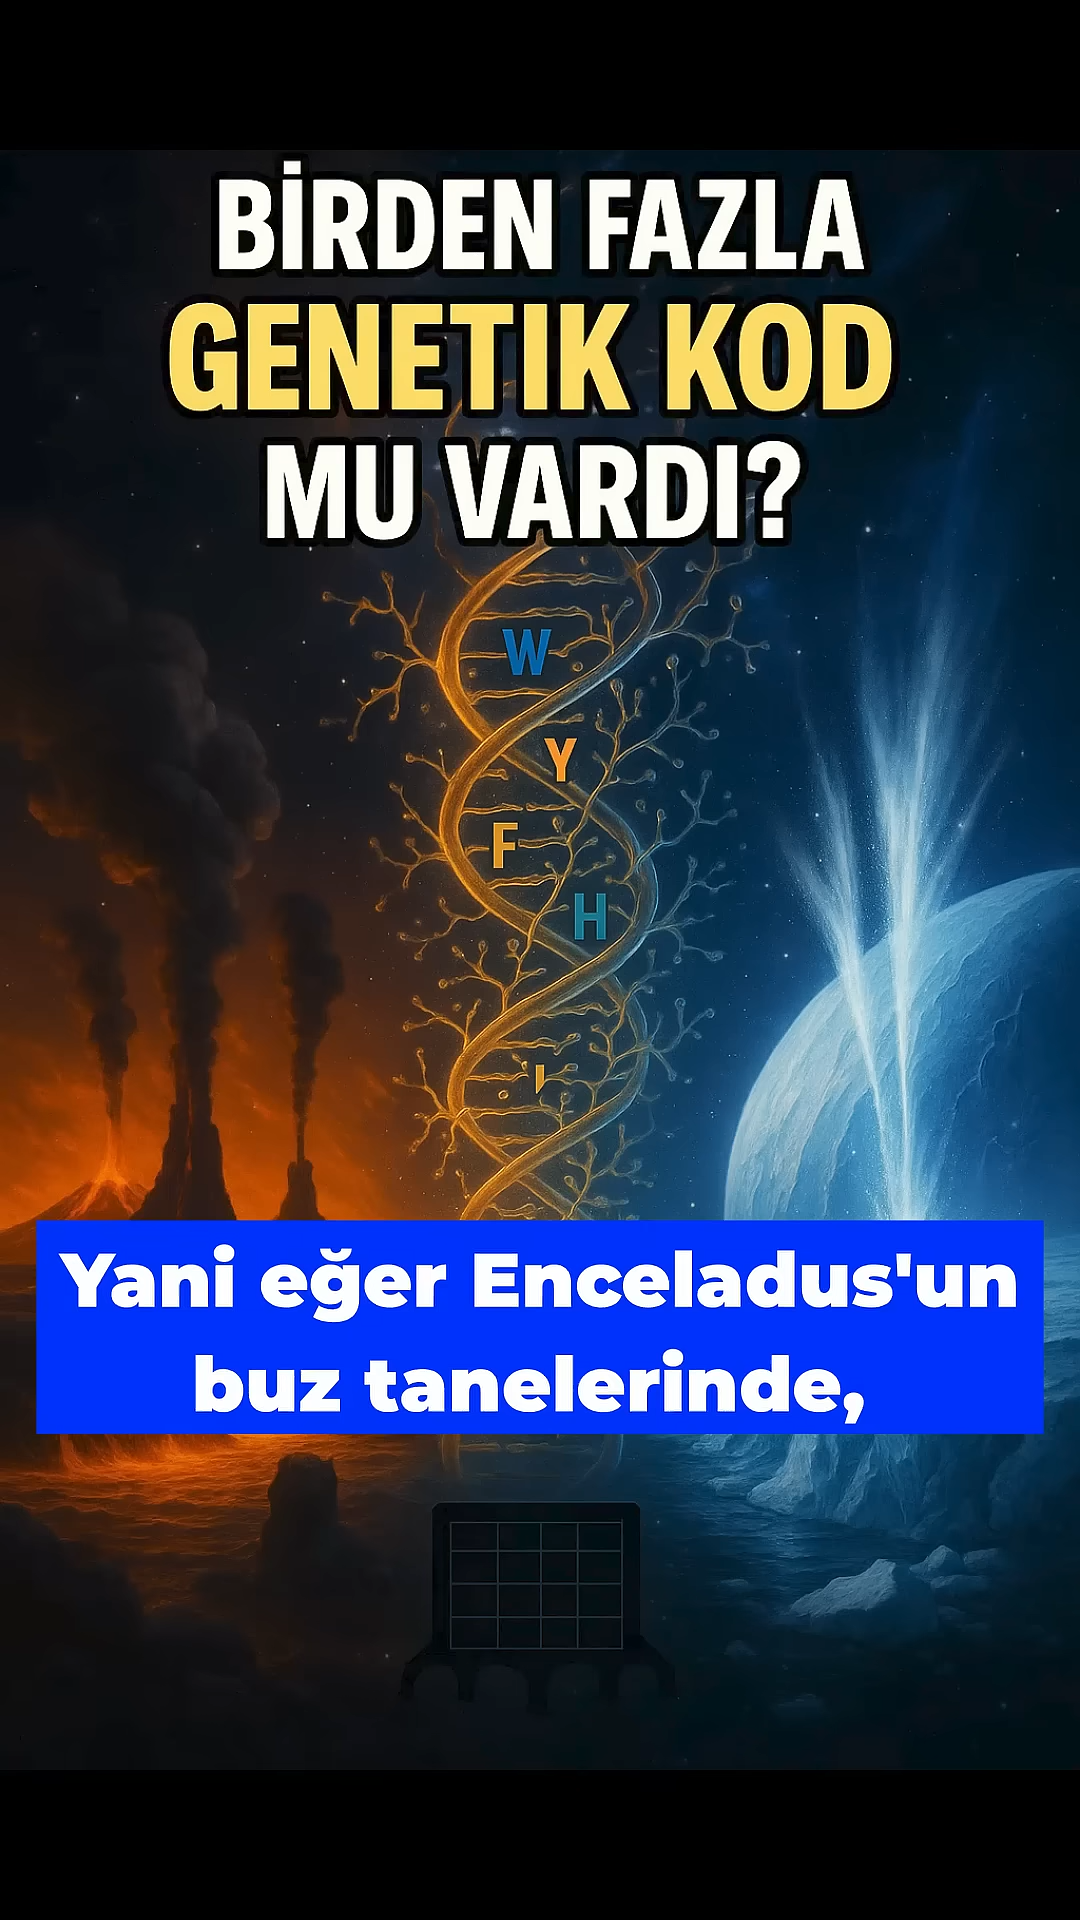 BİRDEN FAZLA
GENETIK KOD
MU VARDI?
W
Y
F
H
Yani eğer Enceladus'un
buz tanelerinde,